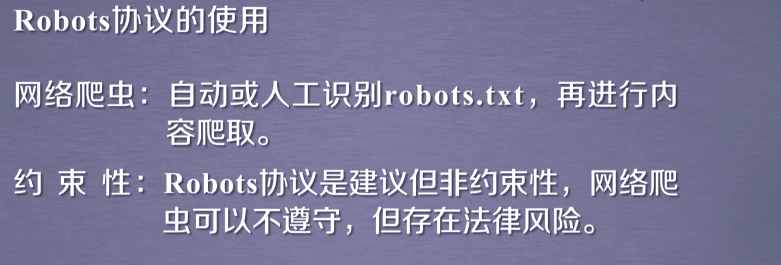 Robots协议的使用
网络爬虫：自动或人工识别robots.txt，再进行内
容爬取。
约 束 性：Robots协议是建议但非约束性，网络爬
虫可以不遵守，但存在法律风险。